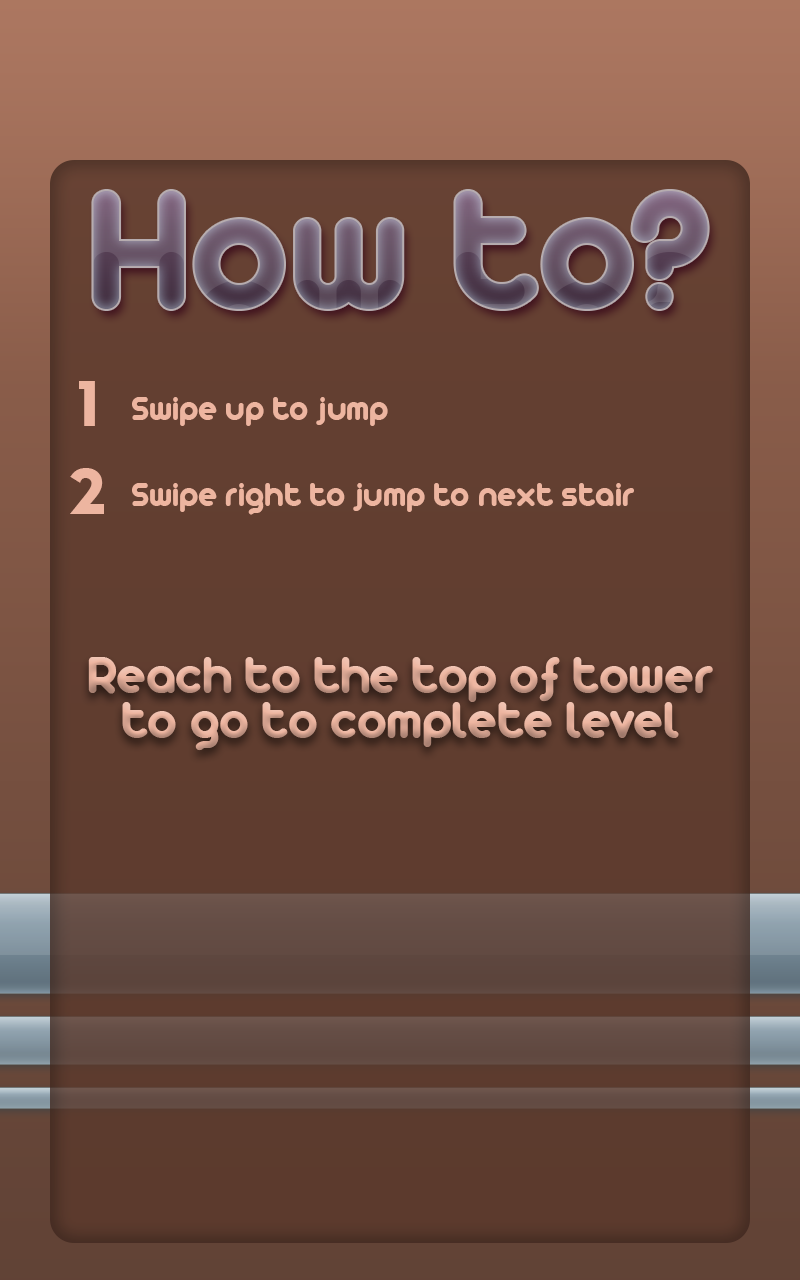 How to?
1 Swipe up to jump
2 Swipe right to jump to next stair
Reach to the top of tower
to go to complete level